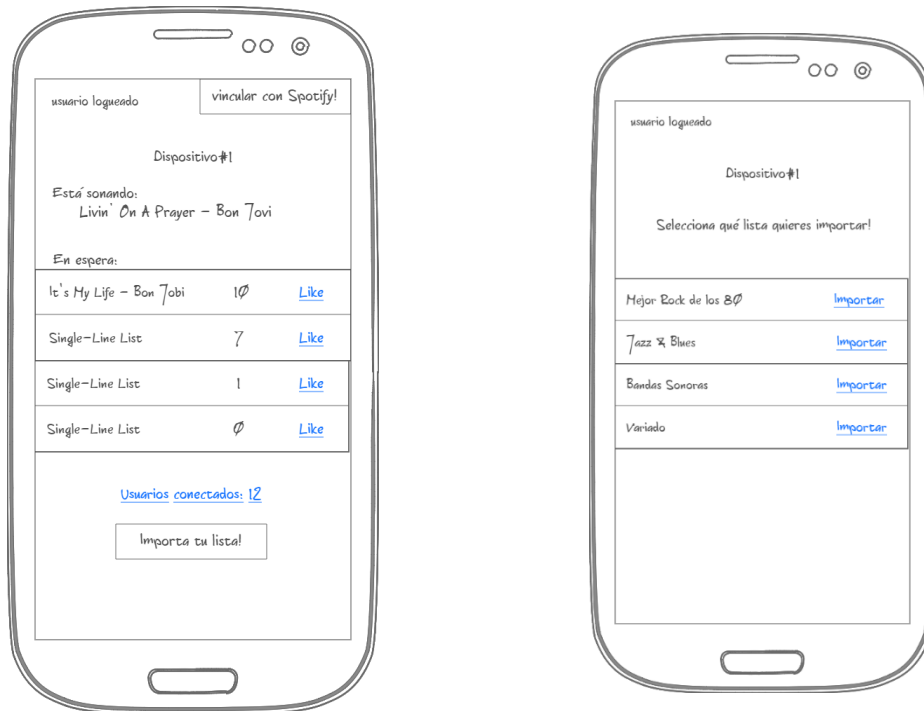 usuario logueado
vincular con Spotify!
Dispositivo#1
Está sonando:
Livin' On A Prayer - Bon Jovi
En espera:
It's My Life - Bon Jobi 10 Like
Single-Line List 7 Like
Single-Line List 1 Like
Single-Line List 0 Like
Usuarios conectados: 12
Importa tu lista!
usuario logueado
Dispositivo#1
Selecciona qué lista quieres importar!
Mejor Rock de los 80 Importar
Jazz & Blues Importar
Bandas Sonoras Importar
Variado Importar